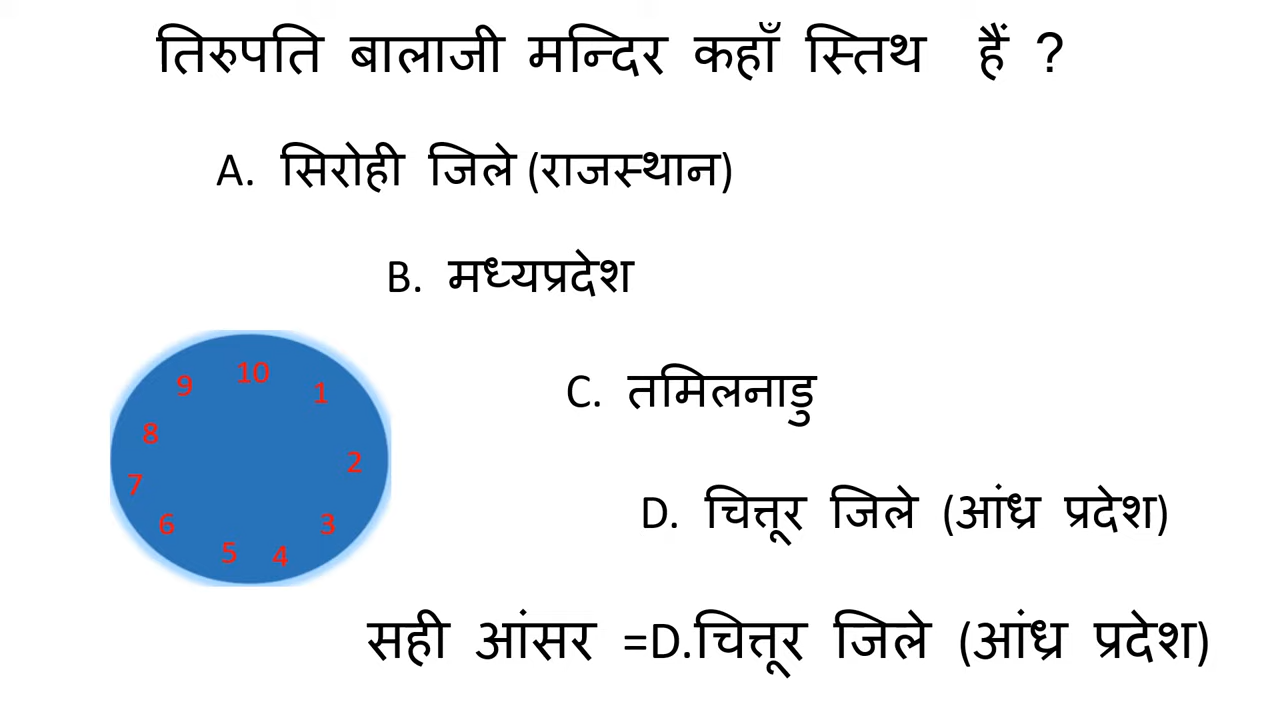 तिरुपति बालाजी मन्दिर कहाँ स्तिथ हैं ?
A. सिरोही जिले (राजस्थान)
B. मध्यप्रदेश
C. तमिलनाडु
D. चित्तूर जिले (आंध्र प्रदेश)
10
1
2
3
4
5
6
7
8
9
सही आंसर =D.चित्तूर जिले (आंध्र प्रदेश)